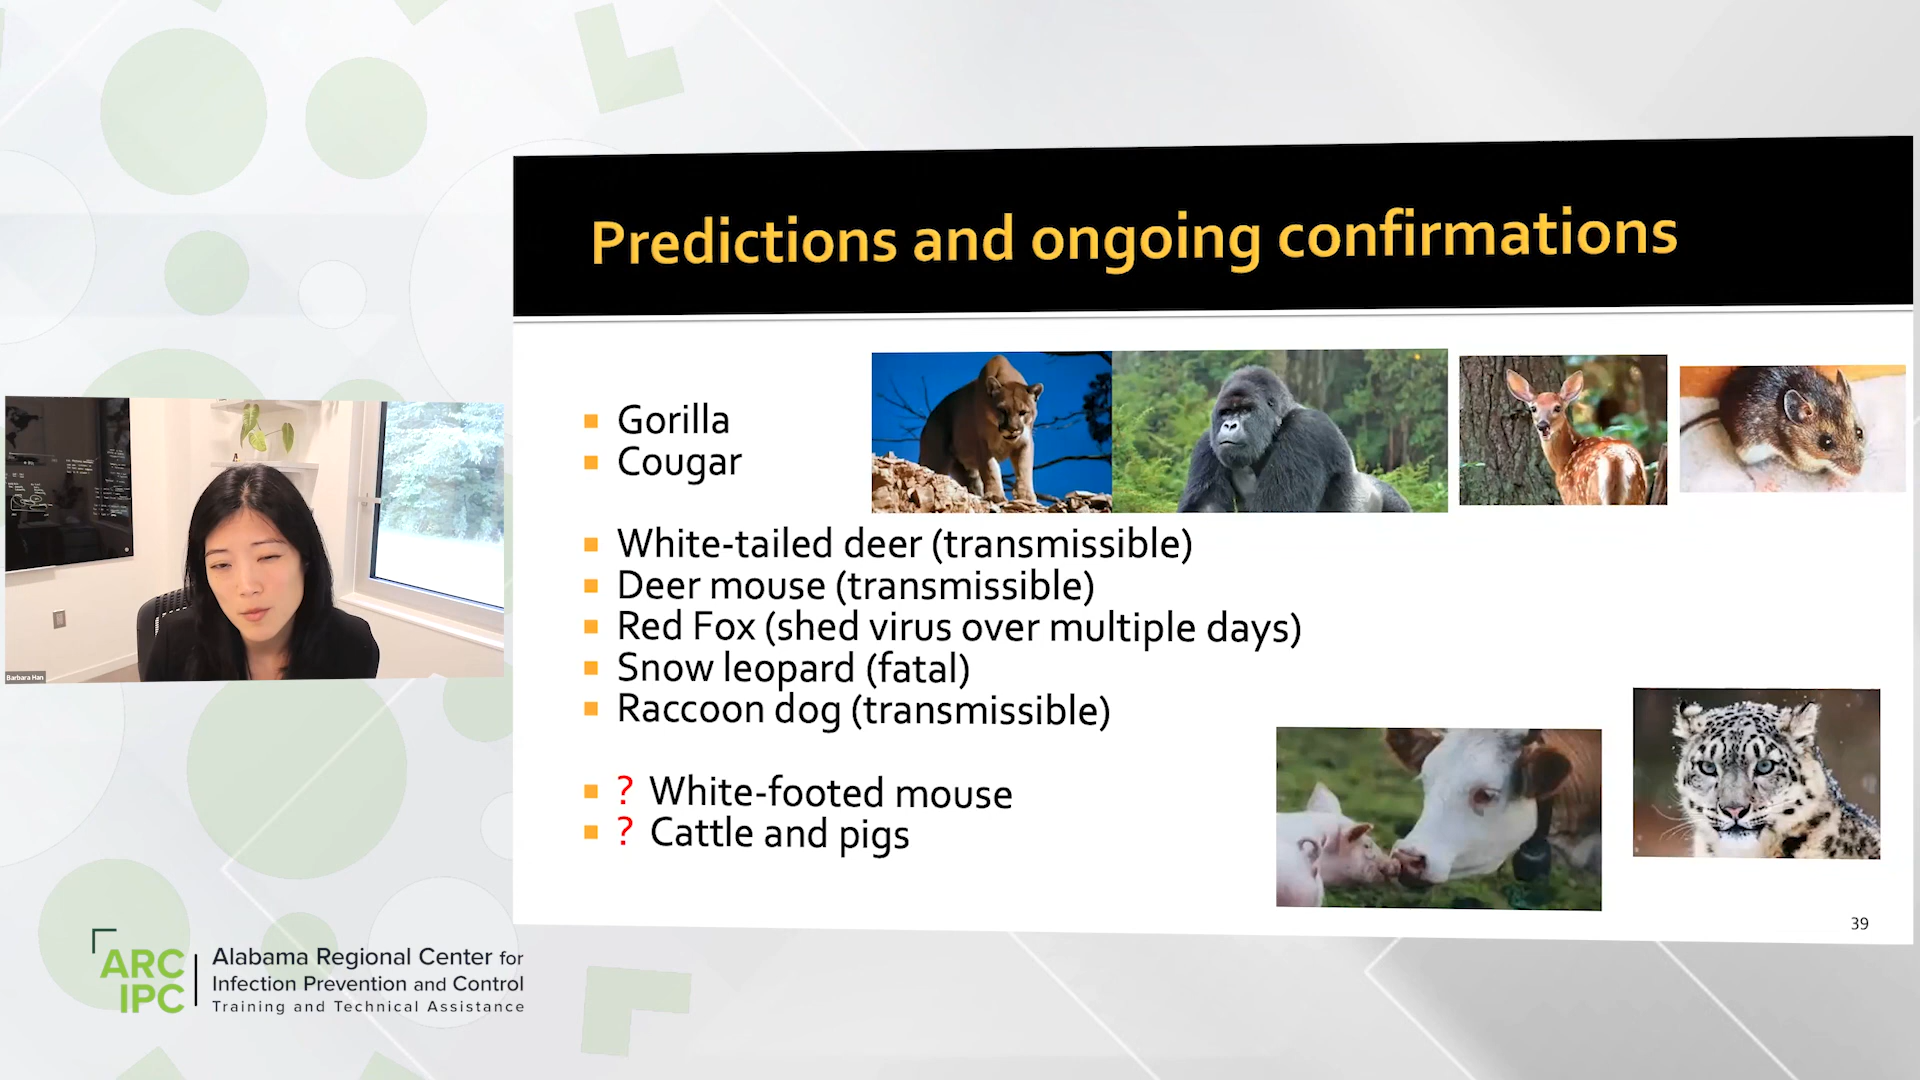 Predictions and ongoing confirmations
Gorilla
Cougar
White-tailed deer (transmissible)
Deer mouse (transmissible)
Red Fox (shed virus over multiple days)
Snow leopard (fatal)
Raccoon dog (transmissible)
? White-footed mouse
? Cattle and pigs
39
Barbara Han
ARC
IPC
Alabama Regional Center for
Infection Prevention and Control
Training and Technical Assistance